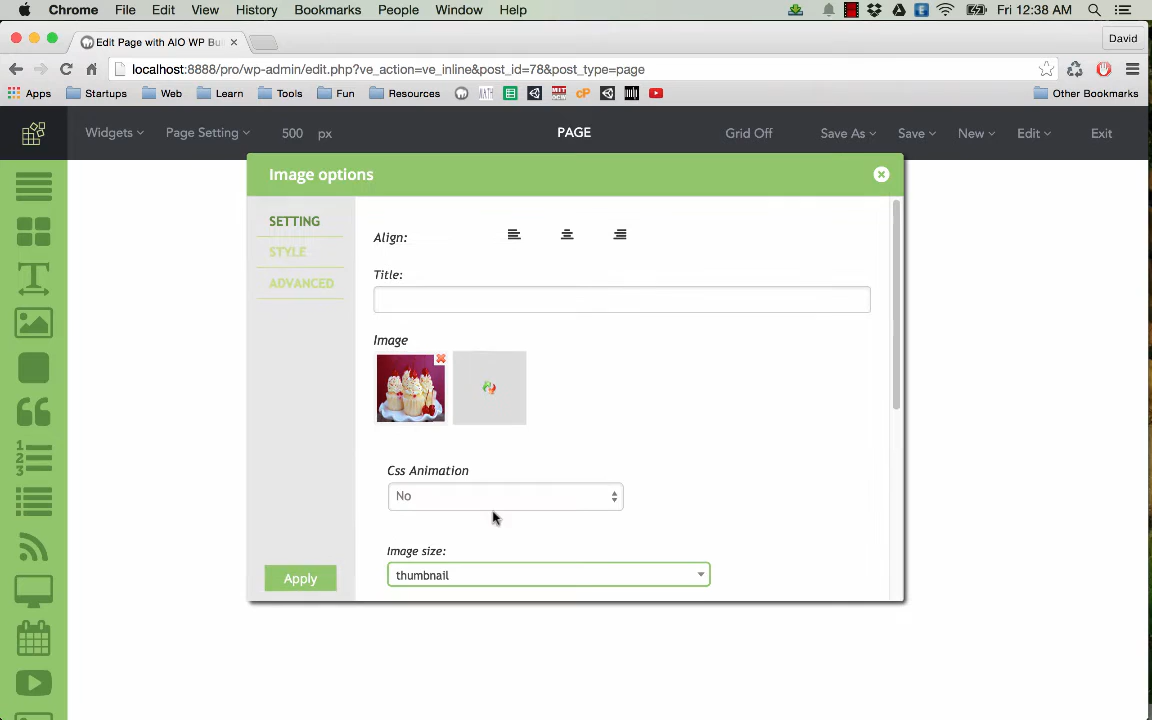 Chrome File Edit View History Bookmarks People Window Help Fri 12:38 AM
Edit Page with AIO WP Bu David
localhost:8888/pro/wp-admin/edit.php?ve_action=ve_inline&post_id=78&post_type=page
Apps Startups Web Learn Tools Fun Resources Other Bookmarks
Widgets Page Setting 500 px PAGE Grid Off Save As Save New Edit Exit
Image options
SETTING
STYLE
ADVANCED
Align:
Title:
Image
Css Animation
No
Image size:
thumbnail
Apply